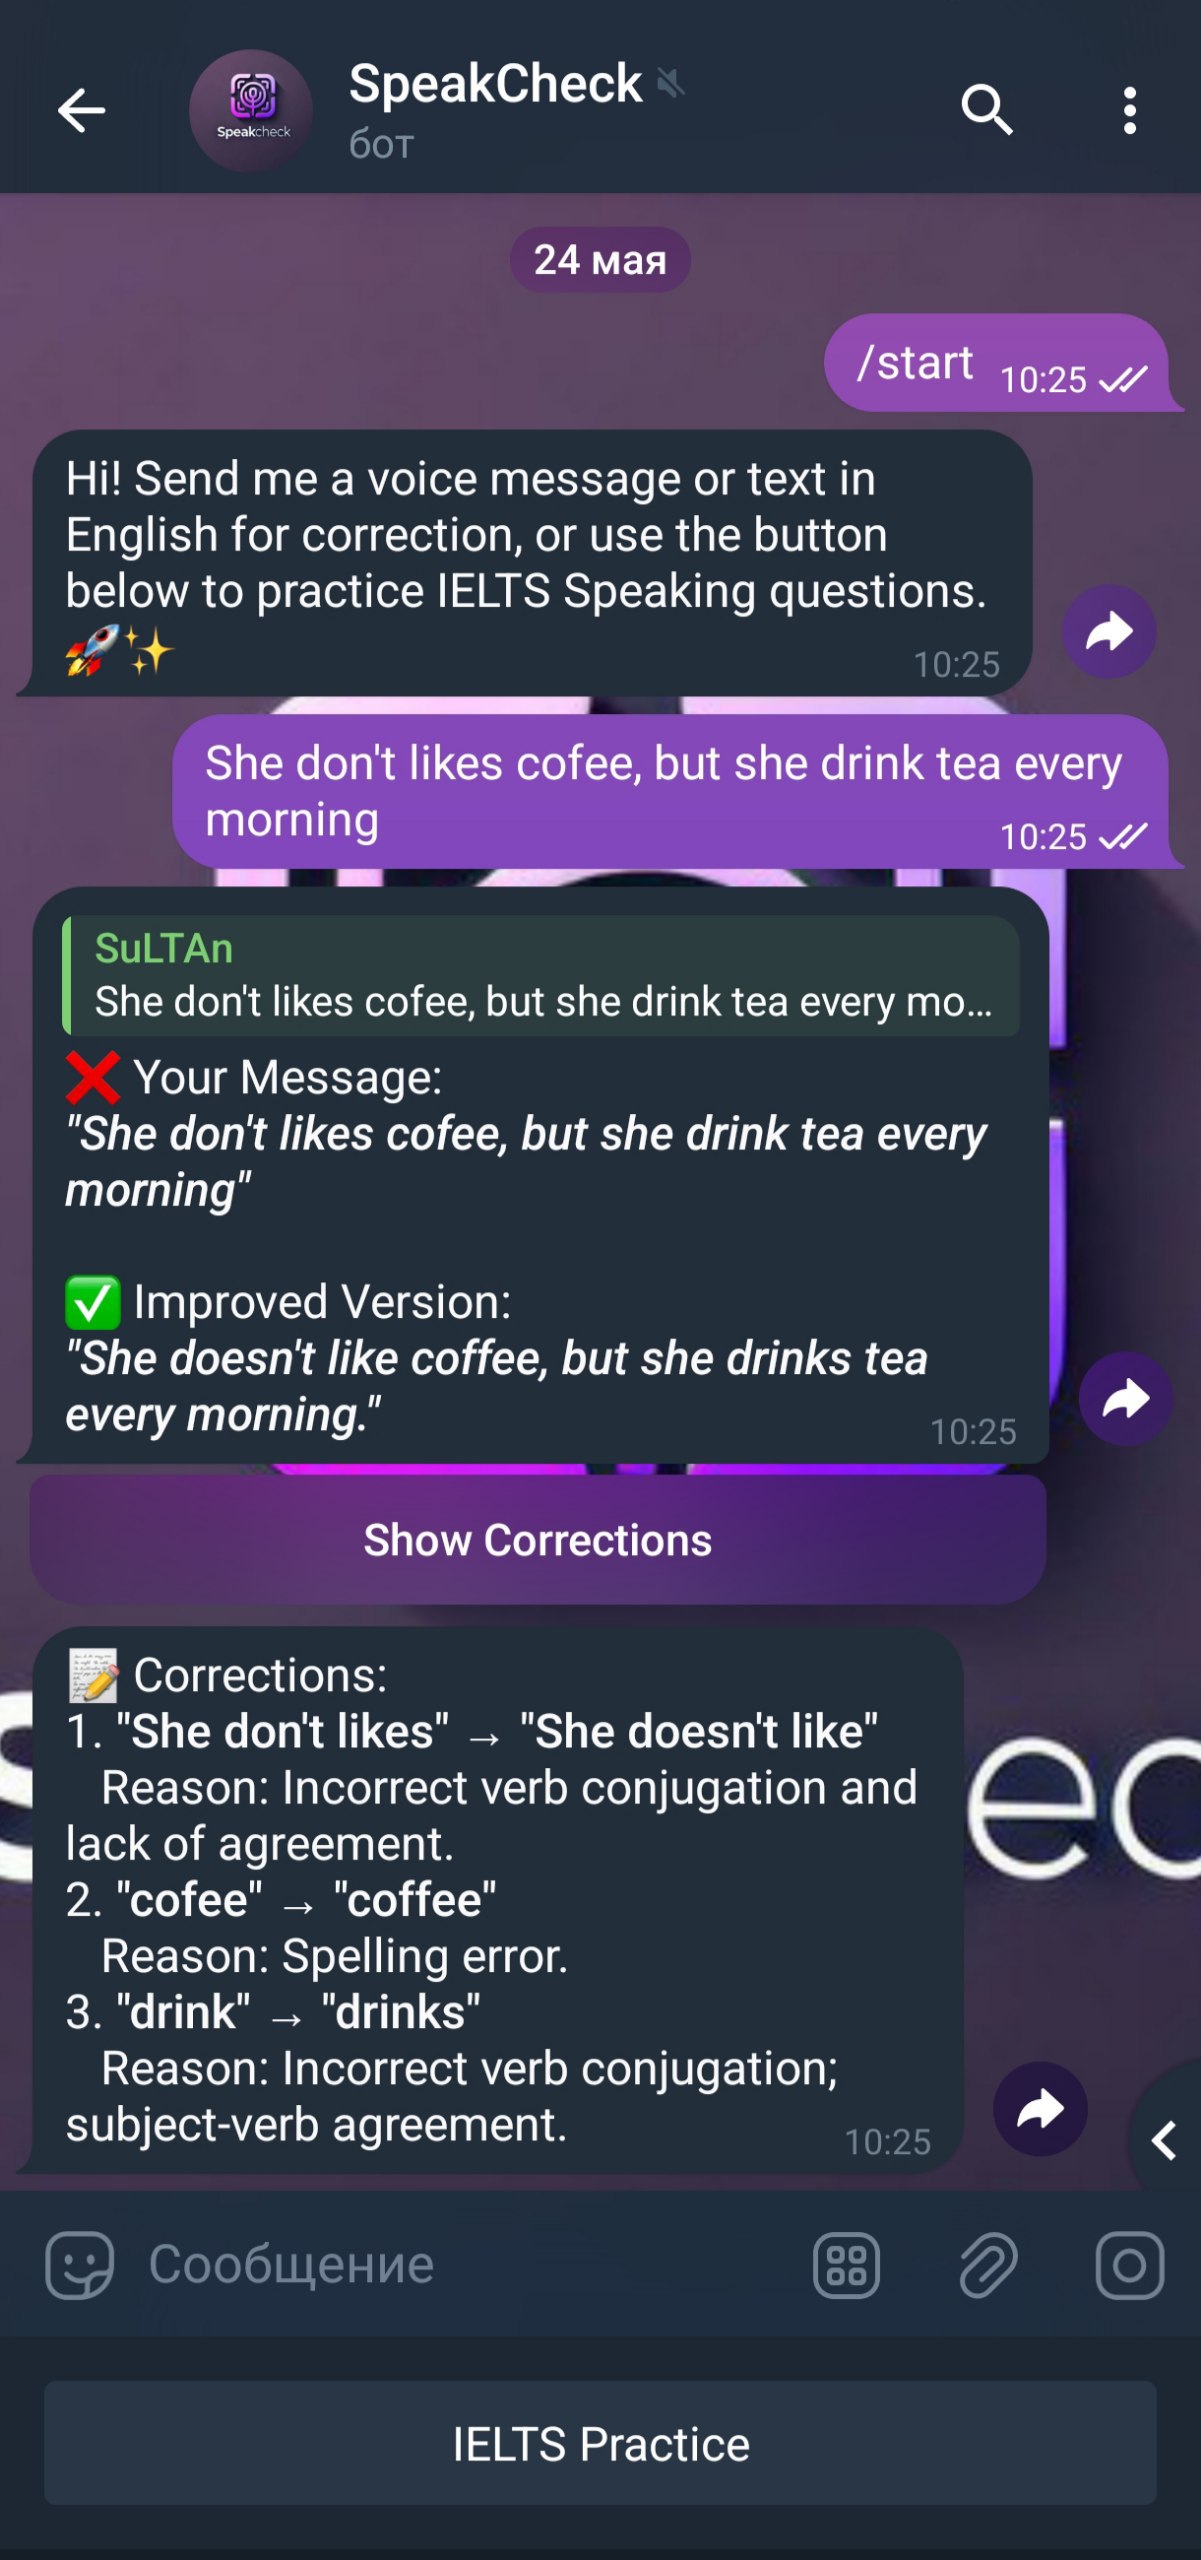 SpeakCheck
Speakcheck
бот
24 мая
/start 10:25
Hi! Send me a voice message or text in
English for correction, or use the button
below to practice IELTS Speaking questions.
🚀✨ 10:25
She don't likes cofee, but she drink tea every
morning 10:25
SuLTAn
She don't likes cofee, but she drink tea every mo...
❌ Your Message:
"She don't likes cofee, but she drink tea every
morning"
✅ Improved Version:
"She doesn't like coffee, but she drinks tea
every morning." 10:25
Show Corrections
📝 Corrections:
1. "She don't likes" → "She doesn't like"
Reason: Incorrect verb conjugation and
lack of agreement.
2. "cofee" → "coffee"
Reason: Spelling error.
3. "drink" → "drinks"
Reason: Incorrect verb conjugation;
subject-verb agreement. 10:25
Сообщение
IELTS Practice